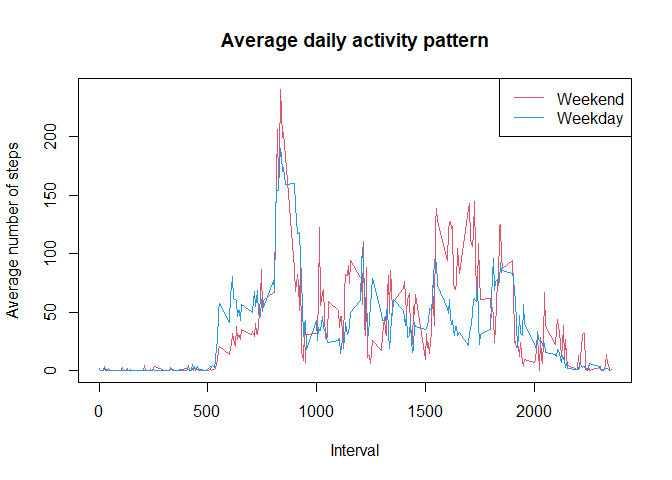 Average daily activity pattern
Weekend
Weekday
Average number of steps
200
150
100
50
0
0 500 1000 1500 2000
Interval